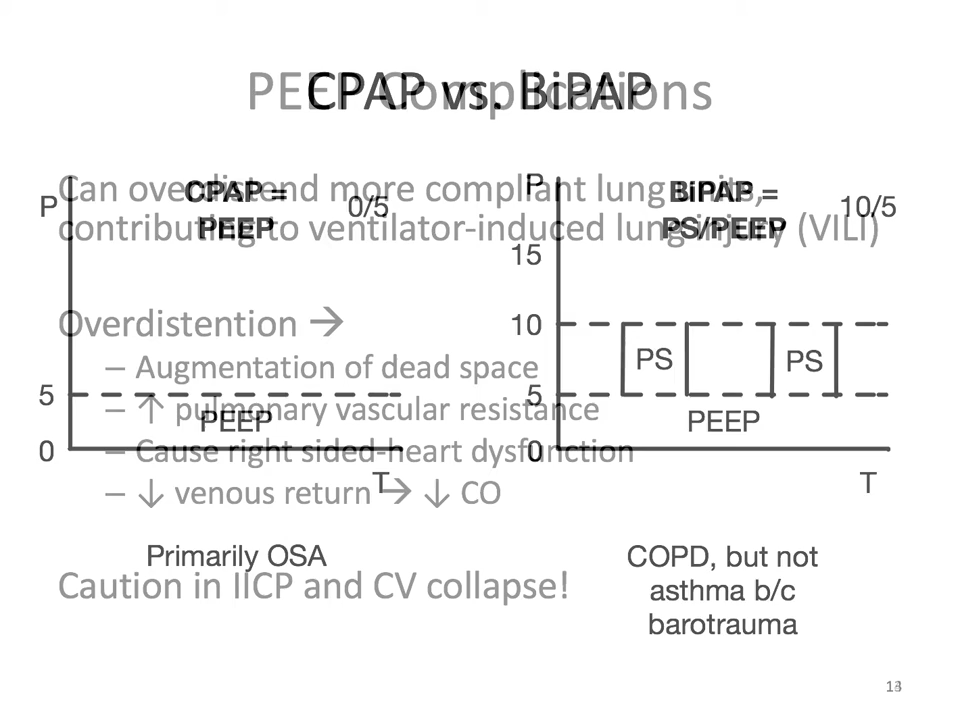 PEEP Complications
Can overdistend more compliant lung units,
contributing to ventilator-induced lung injury (VILI)
Overdistention →
– Augmentation of dead space
– ↑ pulmonary vascular resistance
– Cause right sided-heart dysfunction
– ↓ venous return → ↓ CO
Caution in IICP and CV collapse!
CPAP vs. BiPAP
P
CPAP =
PEEP
0/5
5
0
PEEP
T
Primarily OSA
P
BiPAP =
PS/PEEP
10/5
15
10
5
0
PS
PS
PEEP
T
COPD, but not
asthma b/c
barotrauma